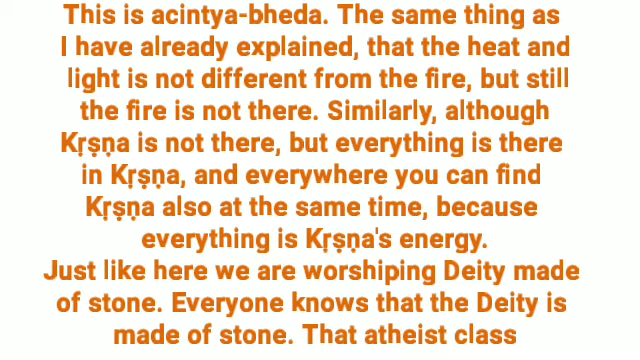 This is acintya-bheda. The same thing as
I have already explained, that the heat and
light is not different from the fire, but still
the fire is not there. Similarly, although
Kṛṣṇa is not there, but everything is there
in Kṛṣṇa, and everywhere you can find
Kṛṣṇa also at the same time, because
everything is Kṛṣṇa's energy.
Just like here we are worshiping Deity made
of stone. Everyone knows that the Deity is
made of stone. That atheist class